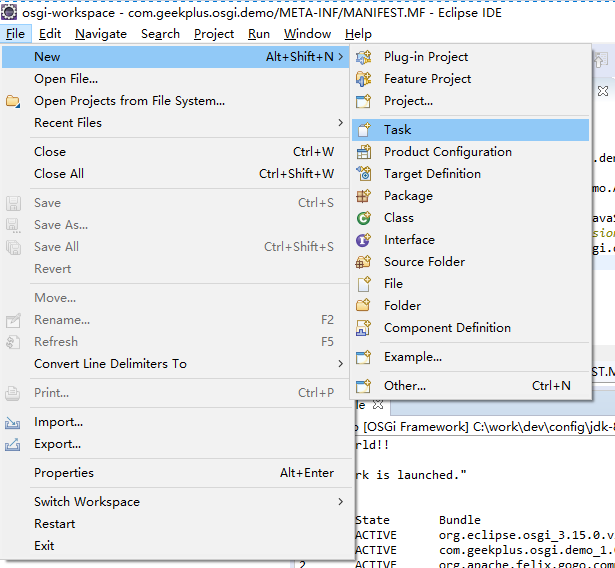 osgi-workspace - com.geekplus.osgi.demo/META-INF/MANIFEST.MF - Eclipse IDE
File Edit Navigate Search Project Run Window Help
New Alt+Shift+N
Open File...
Open Projects from File System...
Recent Files
Close Ctrl+W
Close All Ctrl+Shift+W
Save Ctrl+S
Save As...
Save All Ctrl+Shift+S
Revert
Move...
Rename... F2
Refresh F5
Convert Line Delimiters To
Print... Ctrl+P
Import...
Export...
Properties Alt+Enter
Switch Workspace
Restart
Exit
Plug-in Project
Feature Project
Project...
Task
Product Configuration
Target Definition
Package
Class
Interface
Source Folder
File
Folder
Component Definition
Example...
Other... Ctrl+N
[OSGi Framework] C:\work\dev\config\jdk-8
rld!!
rk is launched."
State Bundle
ACTIVE org.eclipse.osgi_3.15.0.v
ACTIVE com.geekplus.osgi.demo_1.
2 ACTIVE org.apache.felix.gogo.com